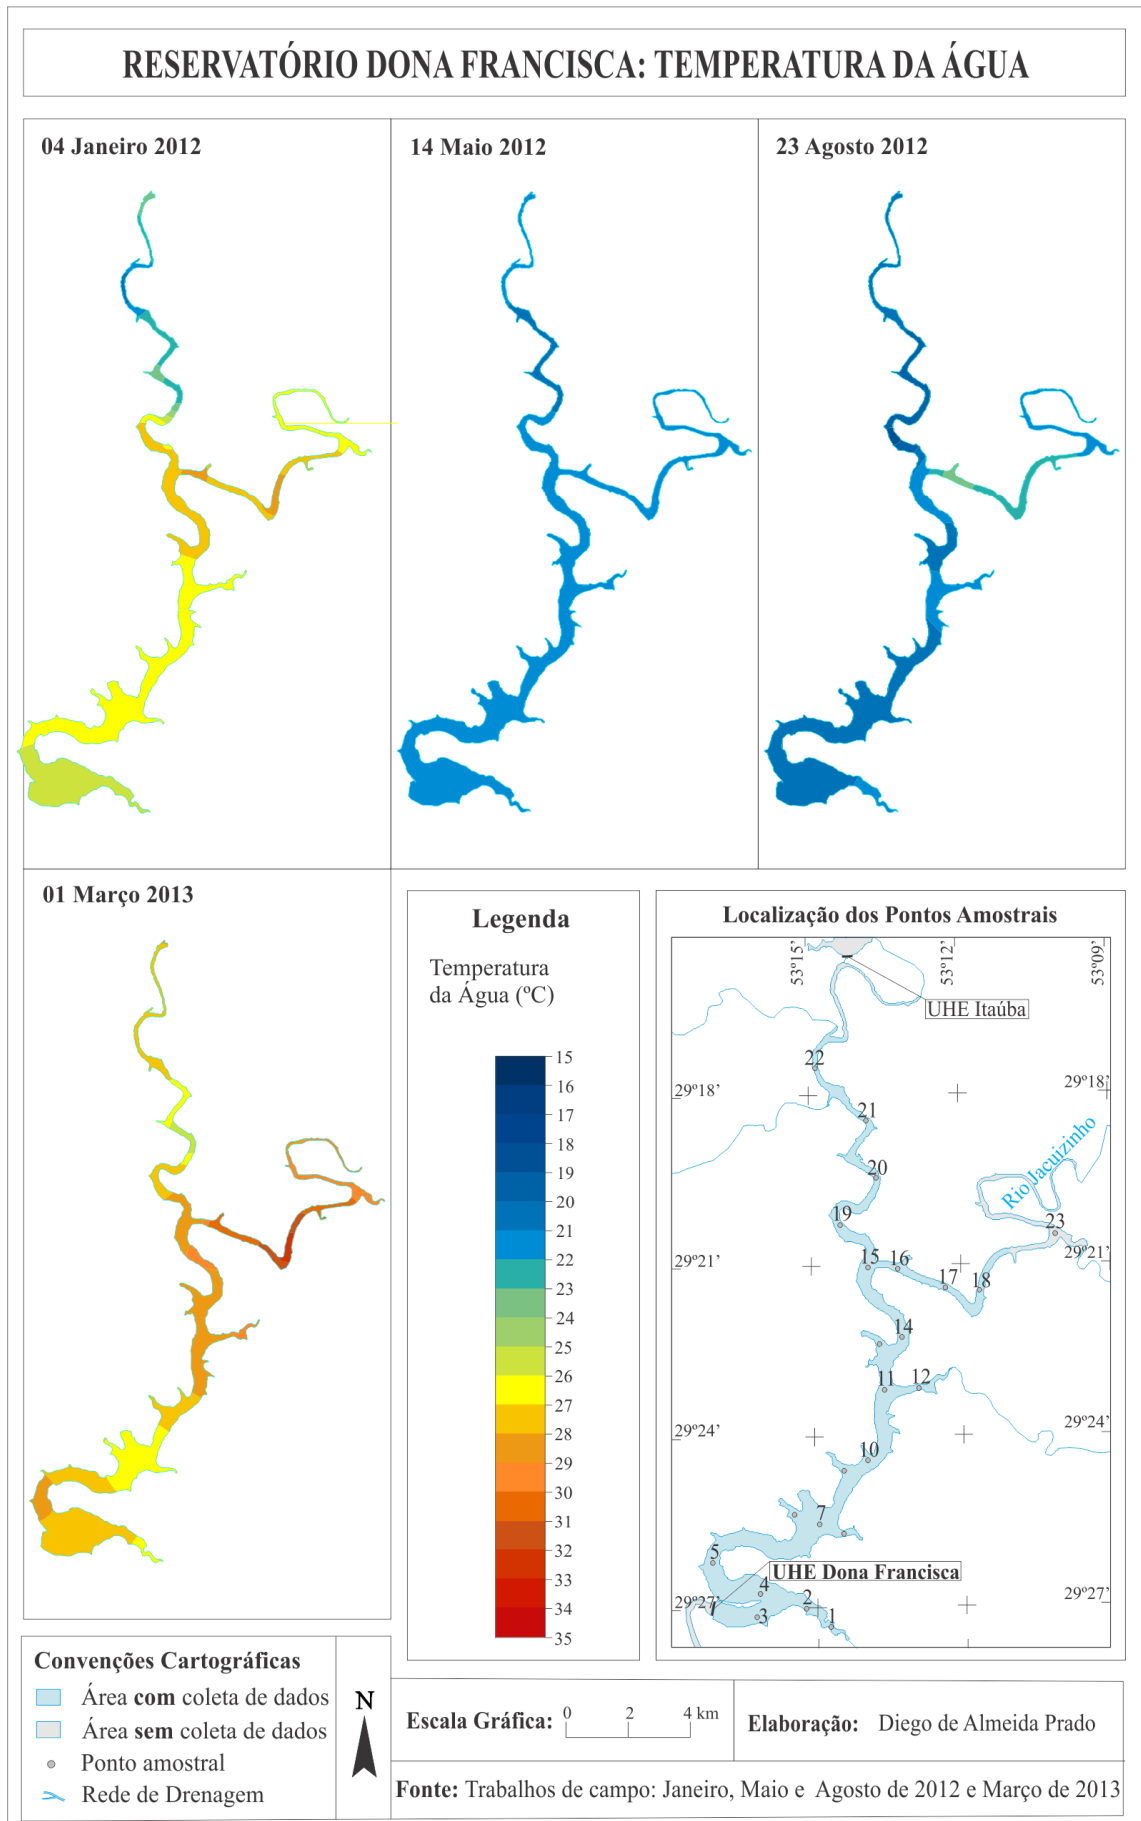 RESERVATÓRIO DONA FRANCISCA: TEMPERATURA DA ÁGUA
04 Janeiro 2012
14 Maio 2012
23 Agosto 2012
01 Março 2013
Legenda
Temperatura
da Água (ºC)
15
16
17
18
19
20
21
22
23
24
25
26
27
28
29
30
31
32
33
34
35
Localização dos Pontos Amostrais
53º15’
53º12’
53º09’
UHE Itaúba
22
29º18’
29º18’
21
Rio Jacuizinho
20
19
23
15
16
29º21’
29º21’
17
18
14
11
12
29º24’
29º24’
10
7
5
UHE Dona Francisca
4
2
29º27’
29º27’
3
1
Convenções Cartográficas
Área com coleta de dados
Área sem coleta de dados
Ponto amostral
Rede de Drenagem
N
Escala Gráfica:
0 2 4 km
Elaboração: Diego de Almeida Prado
Fonte: Trabalhos de campo: Janeiro, Maio e Agosto de 2012 e Março de 2013